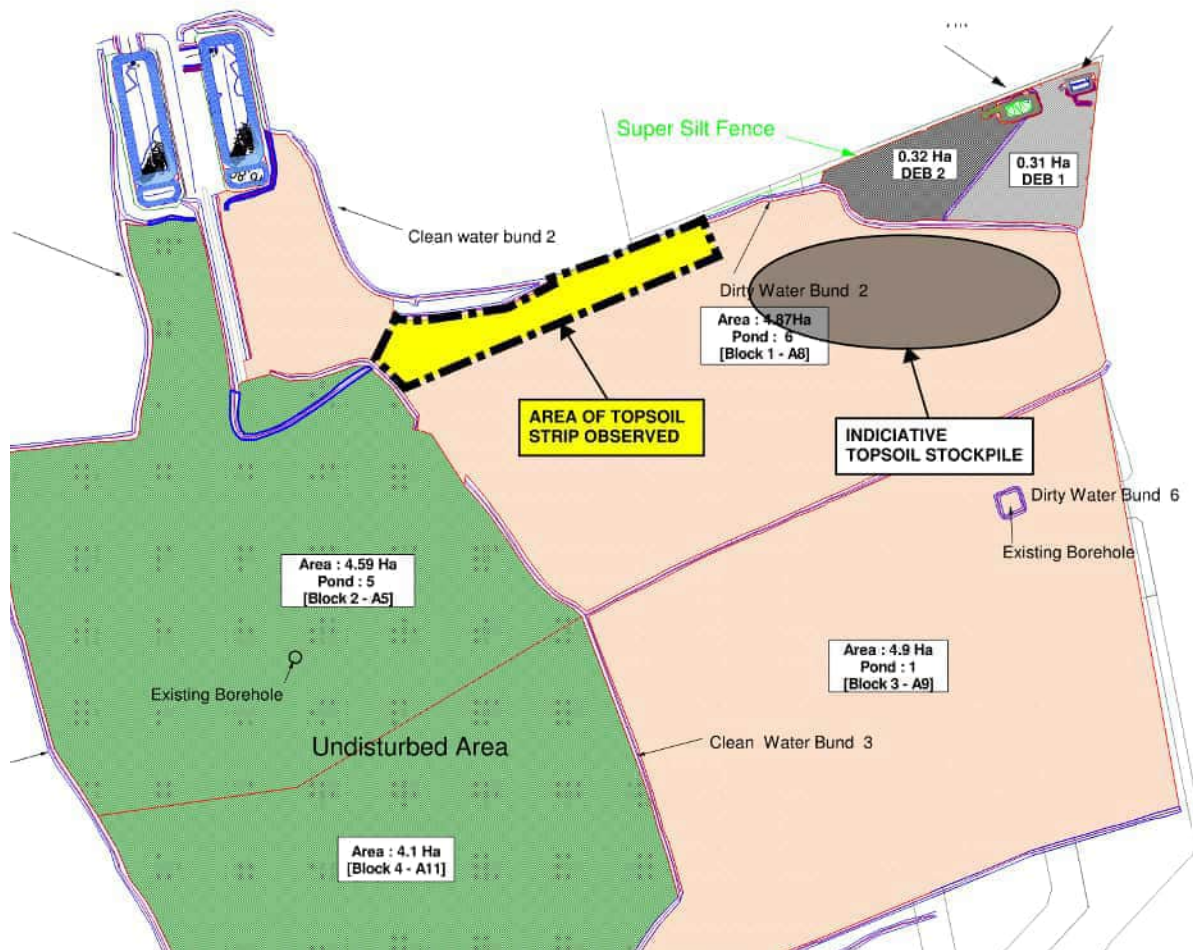 Super Silt Fence
0.32 Ha
DEB 2
0.31 Ha
DEB 1
Clean water bund 2
Dirty Water Bund 2
Area : 4.87Ha
Pond : 6
[Block 1 - A8]
AREA OF TOPSOIL
STRIP OBSERVED
INDICIATIVE
TOPSOIL STOCKPILE
Dirty Water Bund 6
Existing Borehole
Area : 4.59 Ha
Pond : 5
[Block 2 - A5]
Existing Borehole
Area : 4.9 Ha
Pond : 1
[Block 3 - A9]
Undisturbed Area
Clean Water Bund 3
Area : 4.1 Ha
[Block 4 - A11]